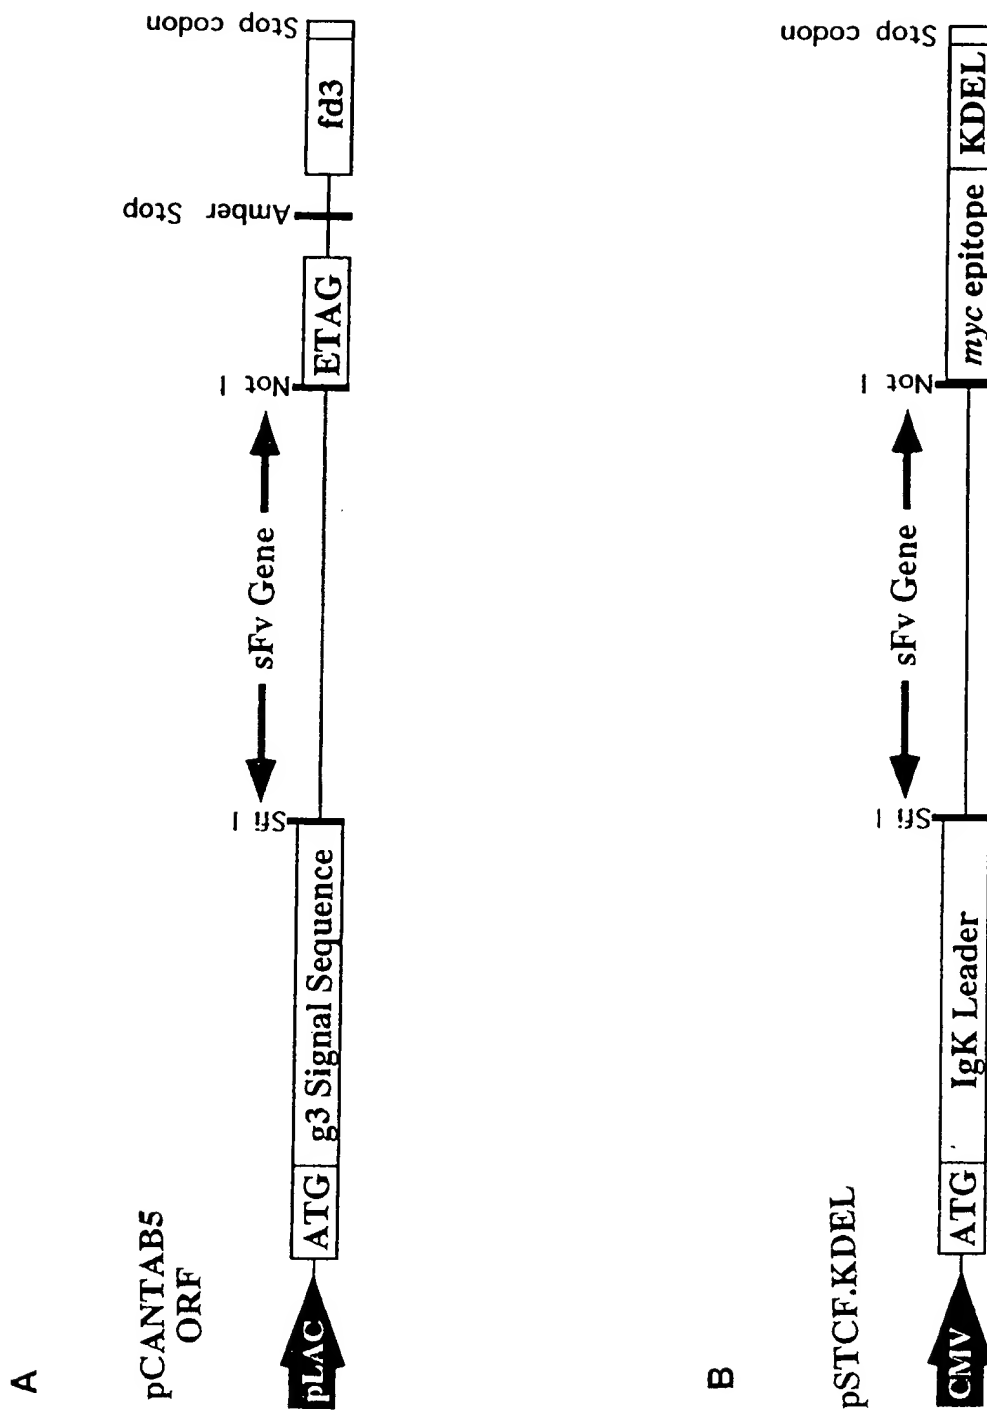 A
pCANTAB5
ORF
pLAC
ATG
g3 Signal Sequence
Sfi I
sFv Gene
Not I
ETAG
Amber Stop
fd3
Stop codon
B
pSTCF.KDEL
CMV
ATG
IgK Leader
Sfi I
sFv Gene
Not I
myc epitope
KDEL
Stop codon